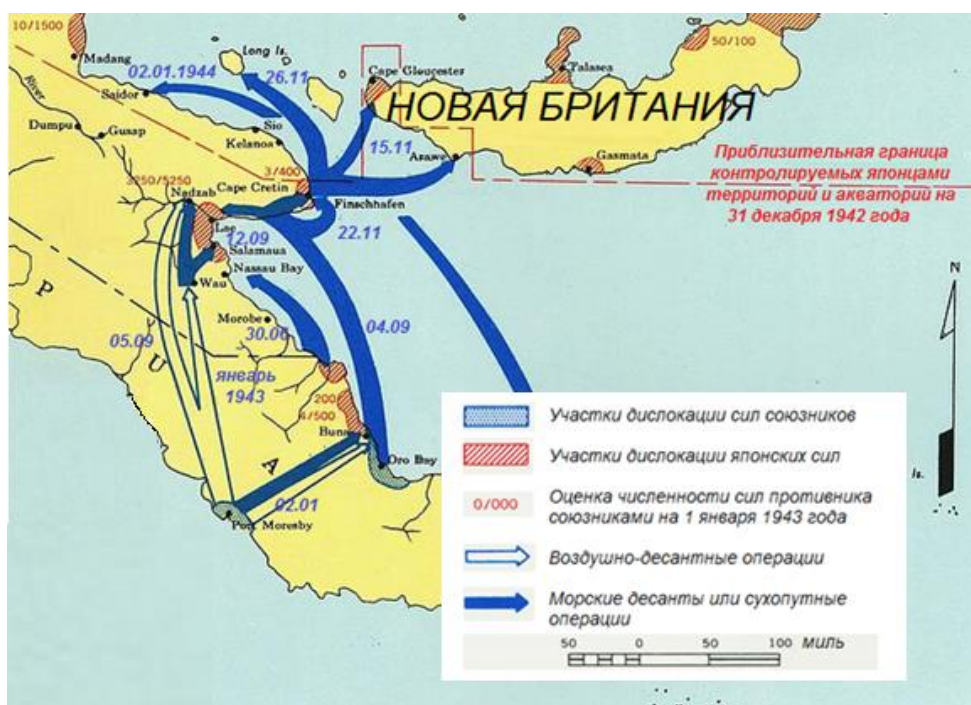 10/1500
Madang
Long Is.
02.01.1944
26.11
Saidor
Cape Gloucester
Talasea
50/100
НОВАЯ БРИТАНИЯ
River
Dumpu
Gusap
Sio
Kelanoa
15.11
Arawe
Gasmata
Приблизительная граница
контролируемых японцами
территорий и акваторий на
31 декабря 1942 года
3250/5250
3/400
Nadzab
Cape Cretin
Finschhafen
Lae
12.09
22.11
Salamaua
Nassau Bay
Wau
P
U
A
Morobe
30.06
04.09
05.09
январь
1943
200
4/500
Buna
Oro Bay
02.01
Port Moresby
N
Is.
Участки дислокации сил союзников
Участки дислокации японских сил
0/000
Оценка численности сил противника
союзниками на 1 января 1943 года
Воздушно-десантные операции
Морские десанты или сухопутные
операции
50 0 50 100 миль